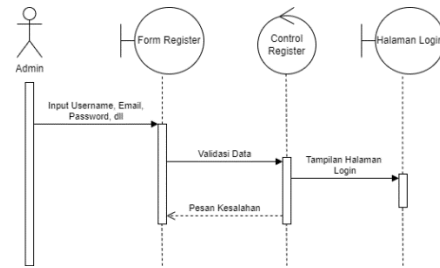 Admin
Form Register
Control
Register
Halaman Login
Input Username, Email,
Password, dll
Validasi Data
Tampilan Halaman
Login
Pesan Kesalahan